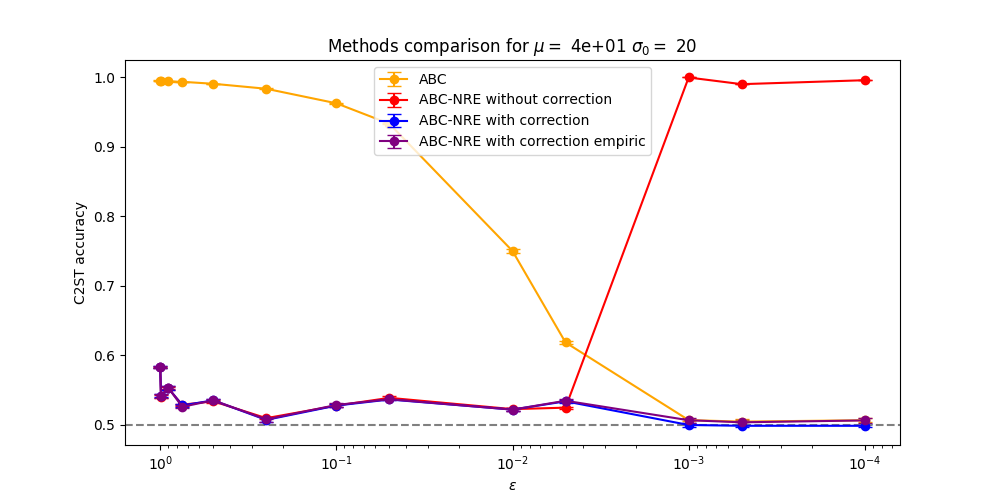 Methods comparison for μ = 4e+01 σ₀ = 20
ABC
ABC-NRE without correction
ABC-NRE with correction
ABC-NRE with correction empiric
C2ST accuracy
1.0
0.9
0.8
0.7
0.6
0.5
10⁰
10⁻¹
10⁻²
10⁻³
10⁻⁴
ε